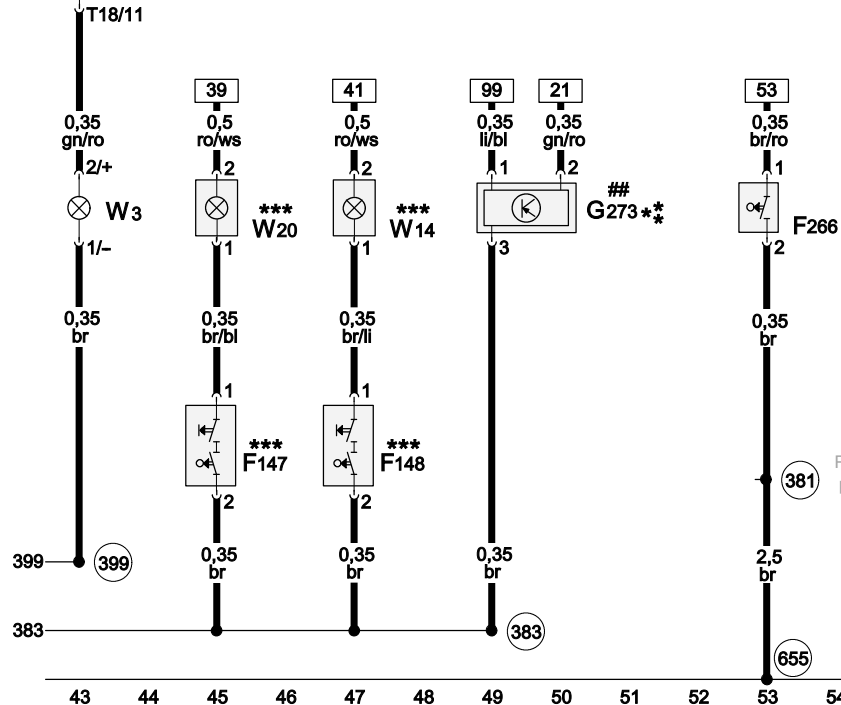 T18/11
39
41
99
21
53
0,35
gn/ro
0,5
ro/ws
0,5
ro/ws
0,35
li/bl
0,35
gn/ro
0,35
br/ro
2/+
2
2
1
2
1
W3
***
W20
***
W14
##
G273**
*
F266
1/-
1
1
3
2
0,35
br
0,35
br/bl
0,35
br/li
0,35
br
1
1
***
F147
***
F148
381
2
2
399
399
0,35
br
0,35
br
0,35
br
2,5
br
383
383
655
43 44 45 46 47 48 49 50 51 52 53 54